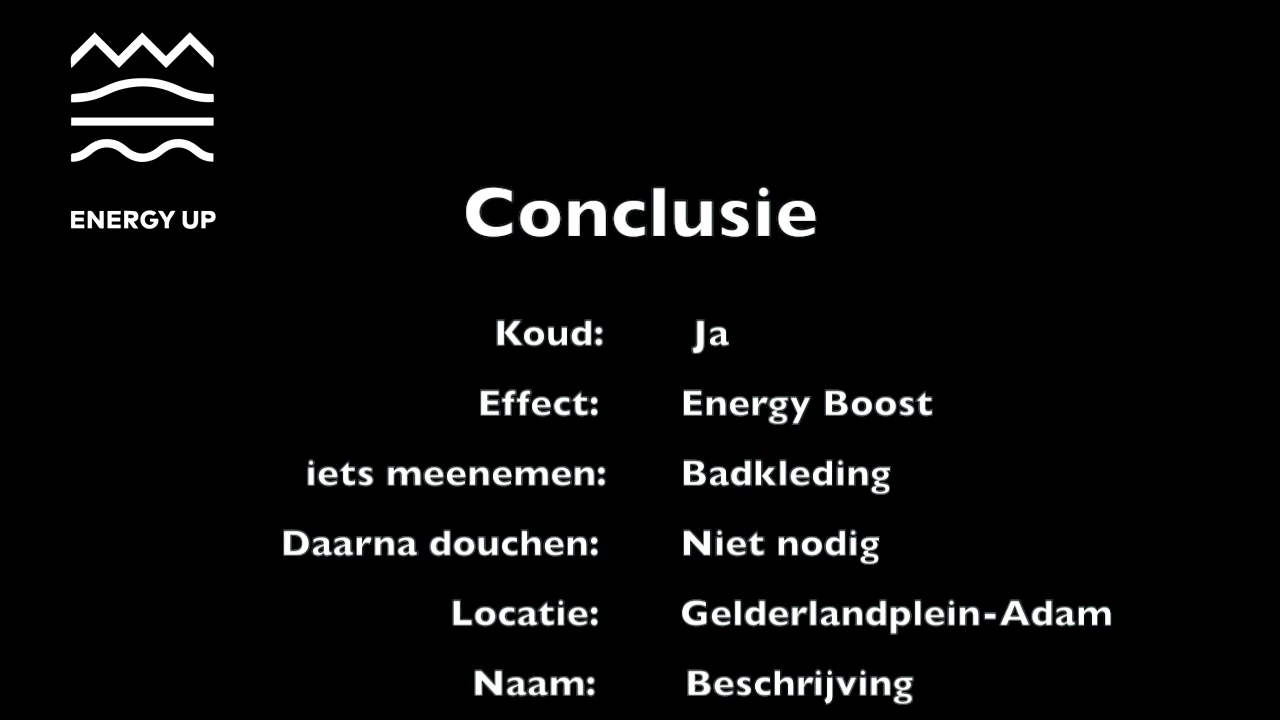 ENERGY UP
Conclusie
Koud: Ja
Effect: Energy Boost
iets meenemen: Badkleding
Daarna douchen: Niet nodig
Locatie: Gelderlandplein-Adam
Naam: Beschrijving